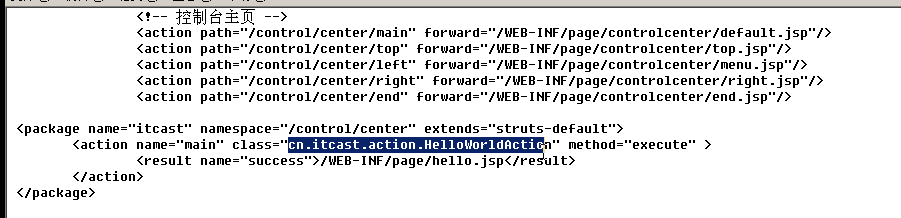 <!-- 控制台主页 -->
<action path="/control/center/main" forward="/WEB-INF/page/controlcenter/default.jsp"/>
<action path="/control/center/top" forward="/WEB-INF/page/controlcenter/top.jsp"/>
<action path="/control/center/left" forward="/WEB-INF/page/controlcenter/menu.jsp"/>
<action path="/control/center/right" forward="/WEB-INF/page/controlcenter/right.jsp"/>
<action path="/control/center/end" forward="/WEB-INF/page/controlcenter/end.jsp"/>
<package name="itcast" namespace="/control/center" extends="struts-default">
<action name="main" class="cn.itcast.action.HelloWorldAction" method="execute" >
<result name="success">/WEB-INF/page/hello.jsp</result>
</action>
</package>